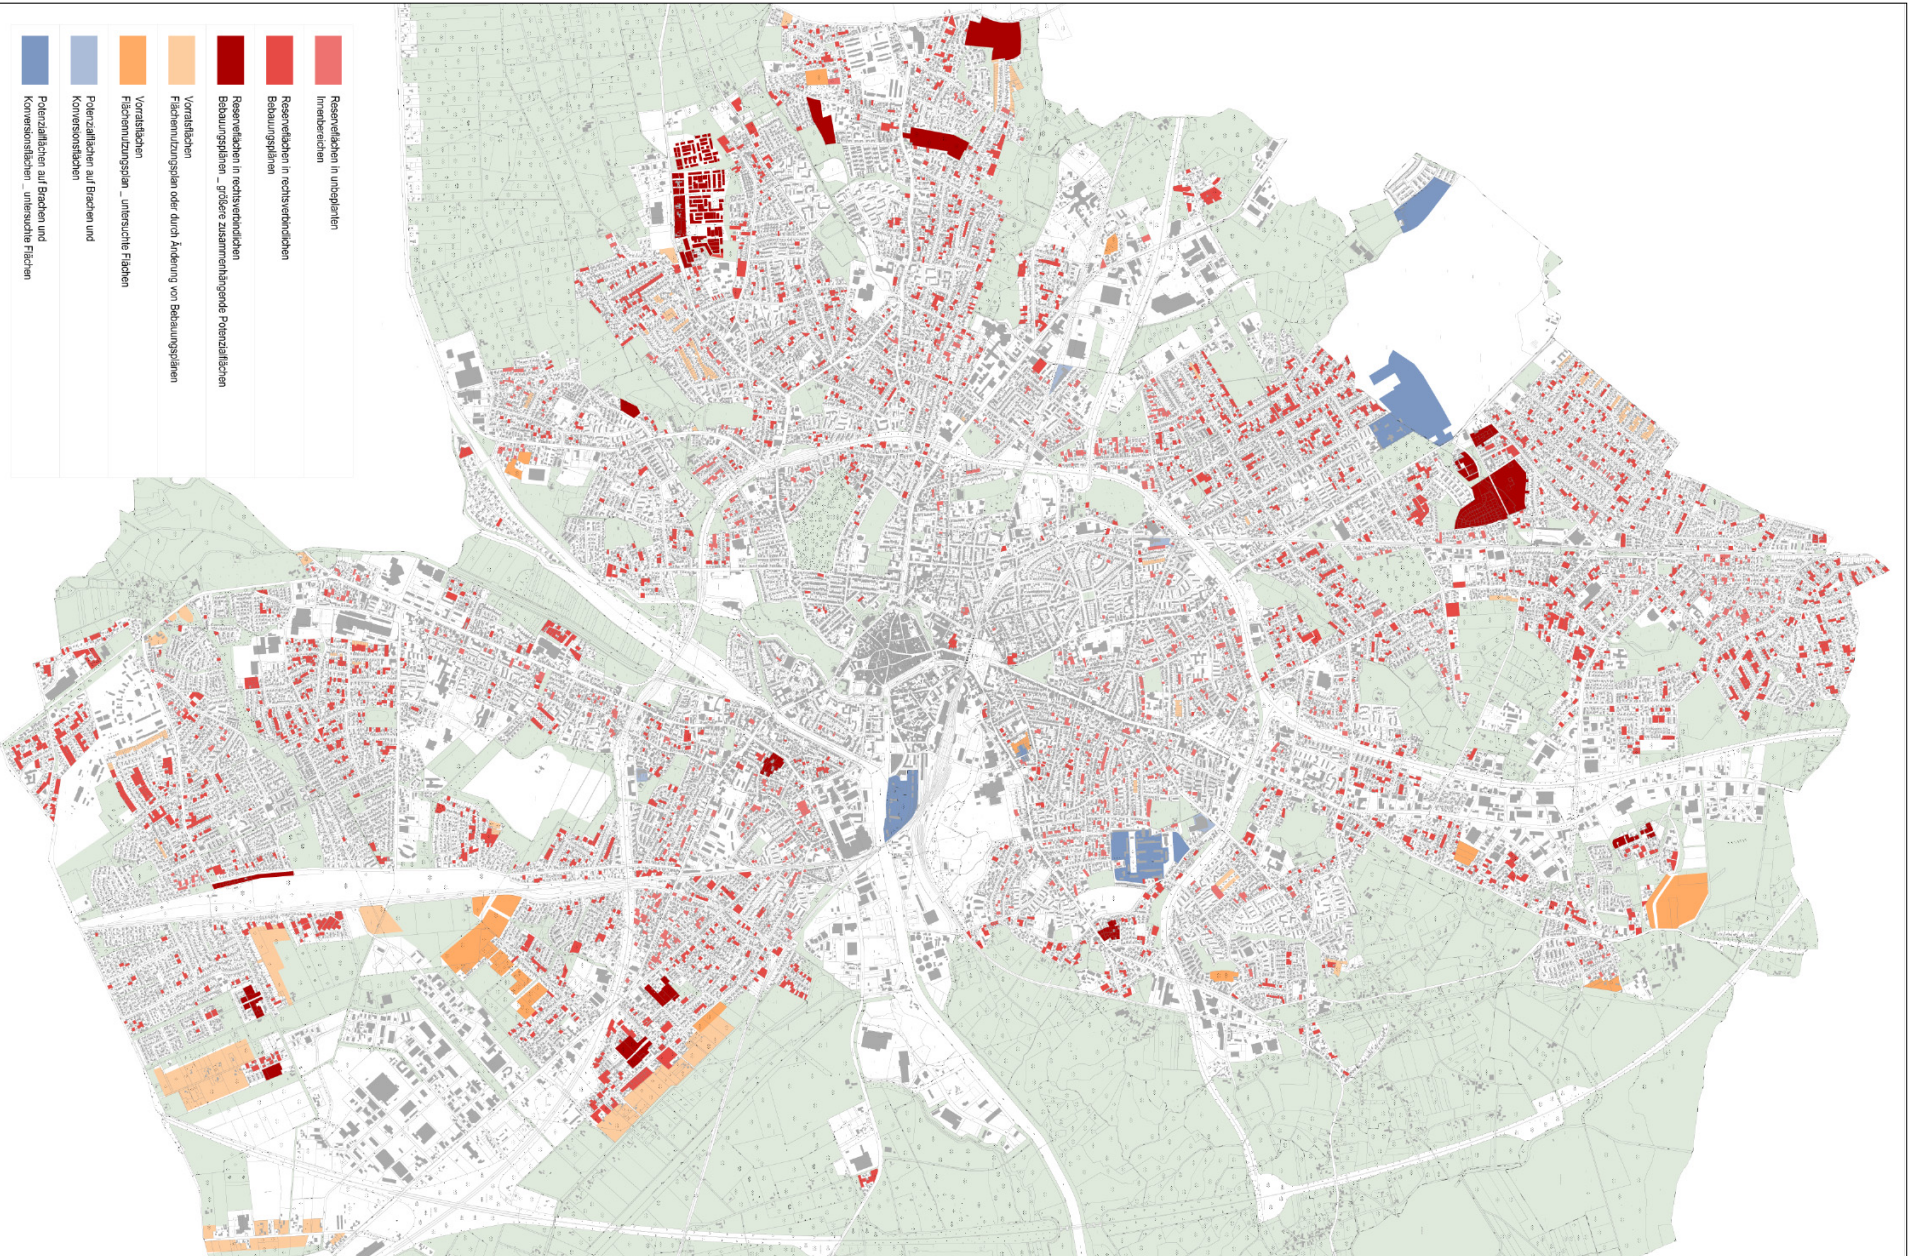 Reserveflächen in unbeplanten
Innenbereichen
Reserveflächen in rechtsverbindlichen
Bebauungsplänen
Reserveflächen in rechtsverbindlichen
Bebauungsplänen _ größere zusammenhängende Potenzialflächen
Vorratsflächen
Flächennutzungsplan oder durch Änderung von Bebauungsplänen
Vorratsflächen
Flächennutzungsplan _ untersuchte Flächen
Potenzialflächen auf Brachen und
Konversionsflächen
Potenzialflächen auf Brachen und
Konversionsflächen _ untersuchte Flächen